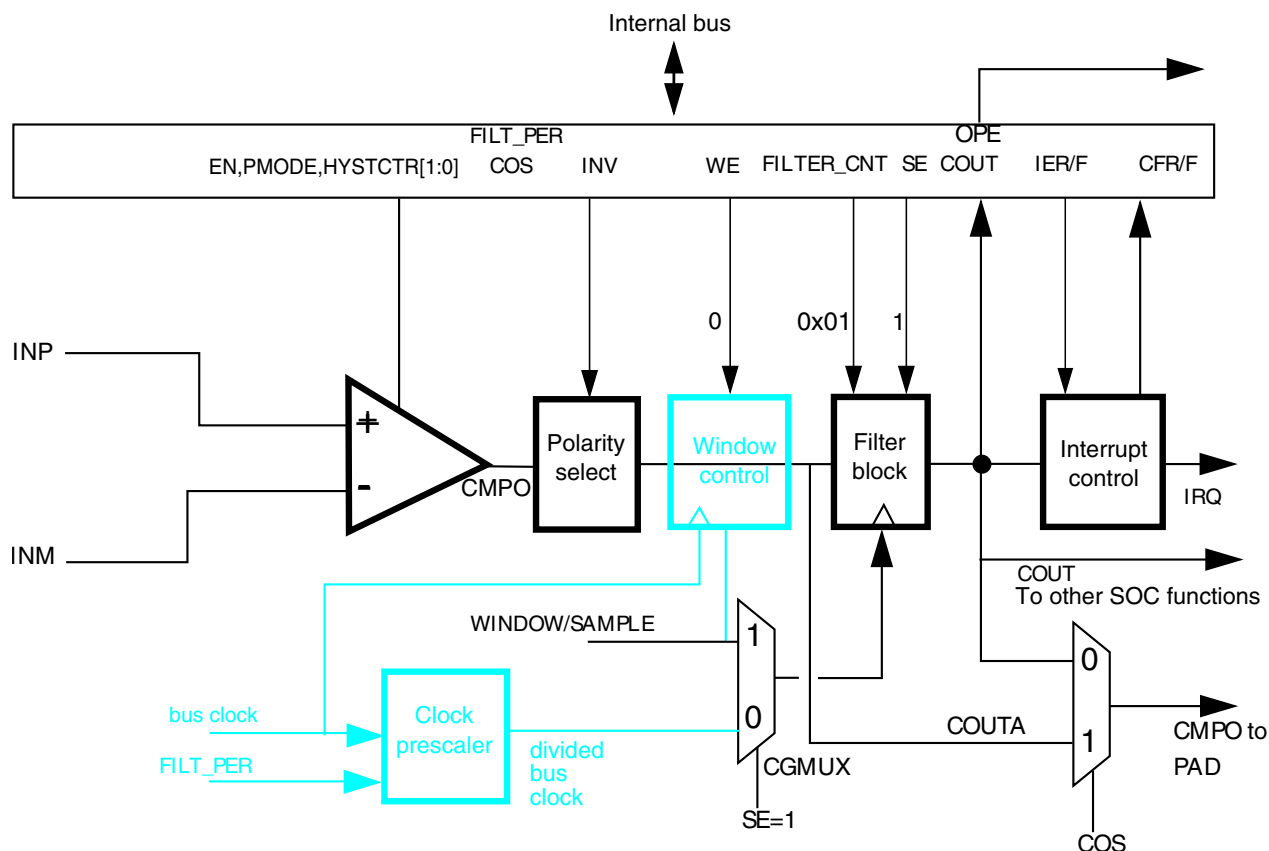 Internal bus
FILT_PER
OPE
EN,PMODE,HYSTCTR[1:0]
COS
INV
WE
FILTER_CNT
SE
COUT
IER/F
CFR/F
0
0x01
1
INP
+
-
INM
CMPO
Polarity
select
Window
control
Filter
block
Interrupt
control
IRQ
COUT
To other SOC functions
WINDOW/SAMPLE
1
0
CGMUX
SE=1
bus clock
FILT_PER
Clock
prescaler
divided
bus
clock
COUTA
0
1
CMPO to
PAD
COS